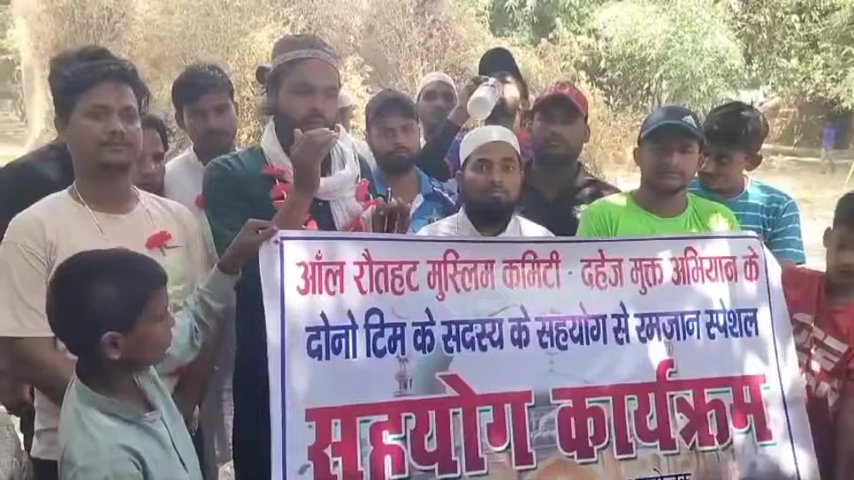 ऑल रौतहट मुस्लिम कमिटी , दहेज मुक्त अभियान के
दोनो टिम के सदस्य के सहयोग से रमजान स्पेशल
सहयोग कार्यक्रम